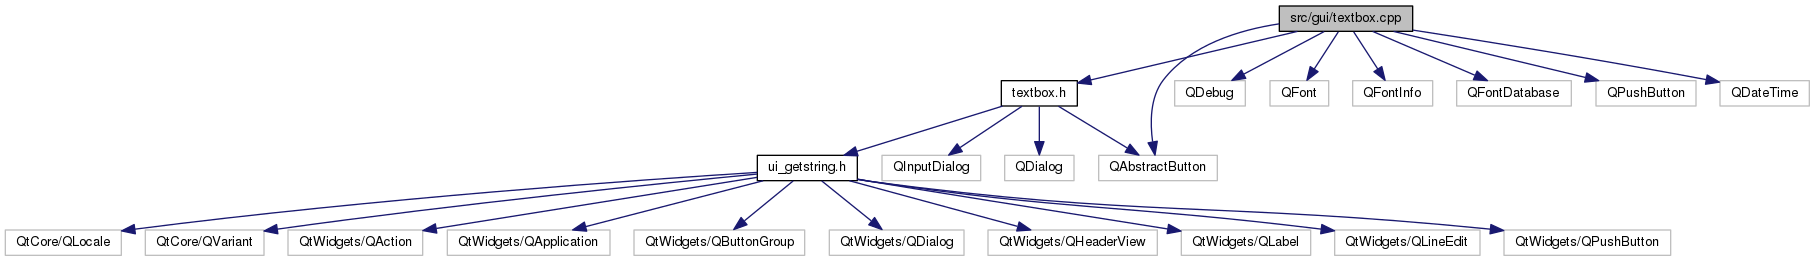 src/gui/textbox.cpp
textbox.h
QDebug
QFont
QFontInfo
QFontDatabase
QPushButton
QDateTime
ui_getstring.h
QInputDialog
QDialog
QAbstractButton
QtCore/QLocale
QtCore/QVariant
QtWidgets/QAction
QtWidgets/QApplication
QtWidgets/QButtonGroup
QtWidgets/QDialog
QtWidgets/QHeaderView
QtWidgets/QLabel
QtWidgets/QLineEdit
QtWidgets/QPushButton